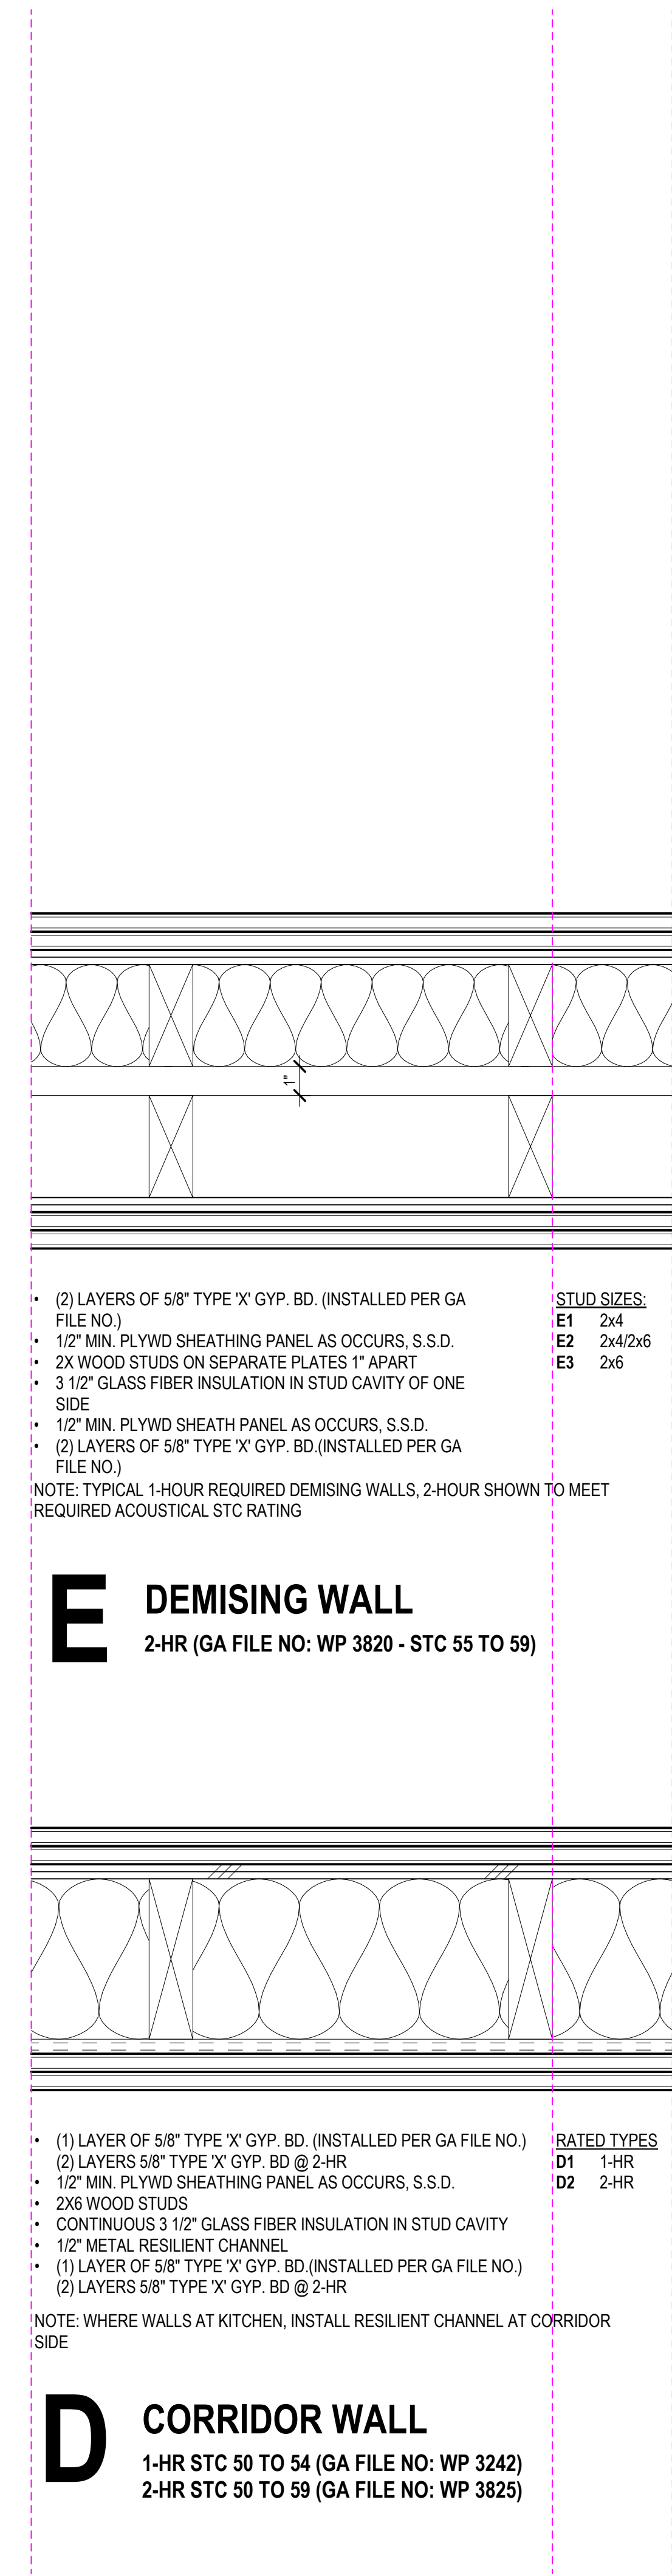 1"
• (2) LAYERS OF 5/8" TYPE 'X' GYP. BD. (INSTALLED PER GA
FILE NO.)
• 1/2" MIN. PLYWD SHEATHING PANEL AS OCCURS, S.S.D.
• 2X WOOD STUDS ON SEPARATE PLATES 1" APART
• 3 1/2" GLASS FIBER INSULATION IN STUD CAVITY OF ONE
SIDE
• 1/2" MIN. PLYWD SHEATH PANEL AS OCCURS, S.S.D.
• (2) LAYERS OF 5/8" TYPE 'X' GYP. BD.(INSTALLED PER GA
FILE NO.)
NOTE: TYPICAL 1-HOUR REQUIRED DEMISING WALLS, 2-HOUR SHOWN TO MEET
REQUIRED ACOUSTICAL STC RATING
STUD SIZES:
E1 2x4
E2 2x4/2x6
E3 2x6
E
DEMISING WALL
2-HR (GA FILE NO: WP 3820 - STC 55 TO 59)
• (1) LAYER OF 5/8" TYPE 'X' GYP. BD. (INSTALLED PER GA FILE NO.)
(2) LAYERS 5/8" TYPE 'X' GYP. BD @ 2-HR
• 1/2" MIN. PLYWD SHEATHING PANEL AS OCCURS, S.S.D.
• 2X6 WOOD STUDS
• CONTINUOUS 3 1/2" GLASS FIBER INSULATION IN STUD CAVITY
• 1/2" METAL RESILIENT CHANNEL
• (1) LAYER OF 5/8" TYPE 'X' GYP. BD.(INSTALLED PER GA FILE NO.)
(2) LAYERS 5/8" TYPE 'X' GYP. BD @ 2-HR
NOTE: WHERE WALLS AT KITCHEN, INSTALL RESILIENT CHANNEL AT CORRIDOR
SIDE
RATED TYPES
D1 1-HR
D2 2-HR
D
CORRIDOR WALL
1-HR STC 50 TO 54 (GA FILE NO: WP 3242)
2-HR STC 50 TO 59 (GA FILE NO: WP 3825)